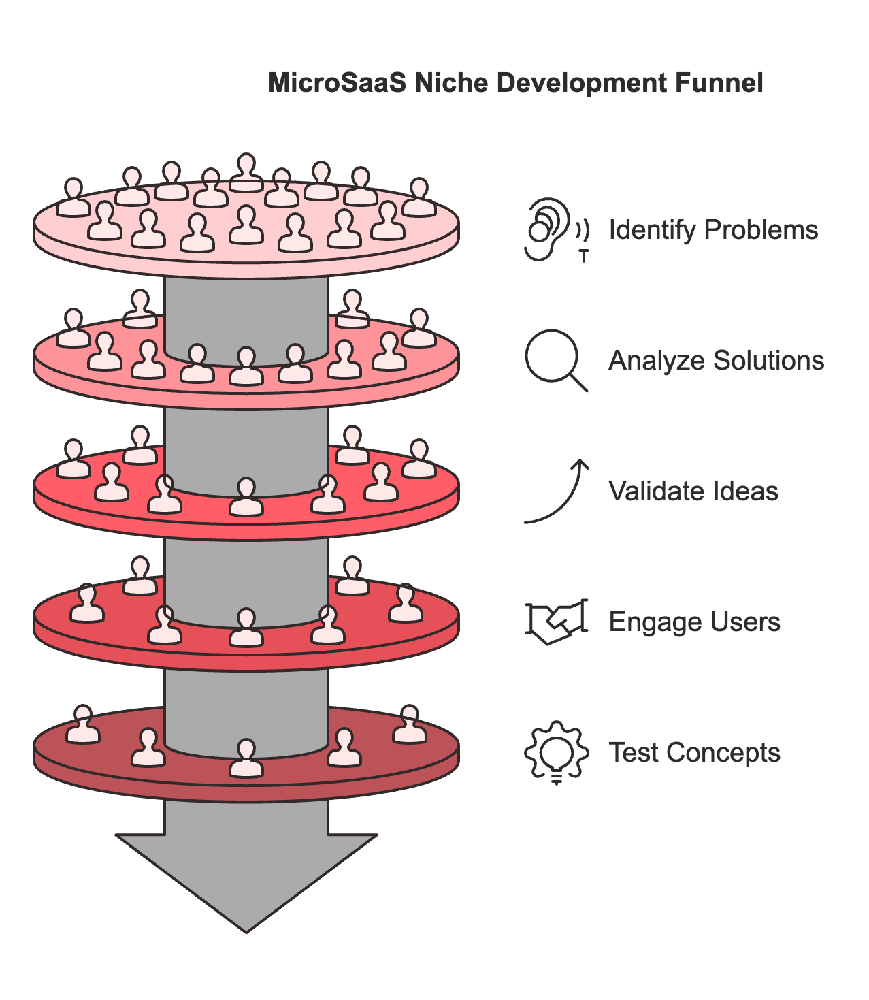 MicroSaaS Niche Development Funnel
Identify Problems
Analyze Solutions
Validate Ideas
Engage Users
Test Concepts